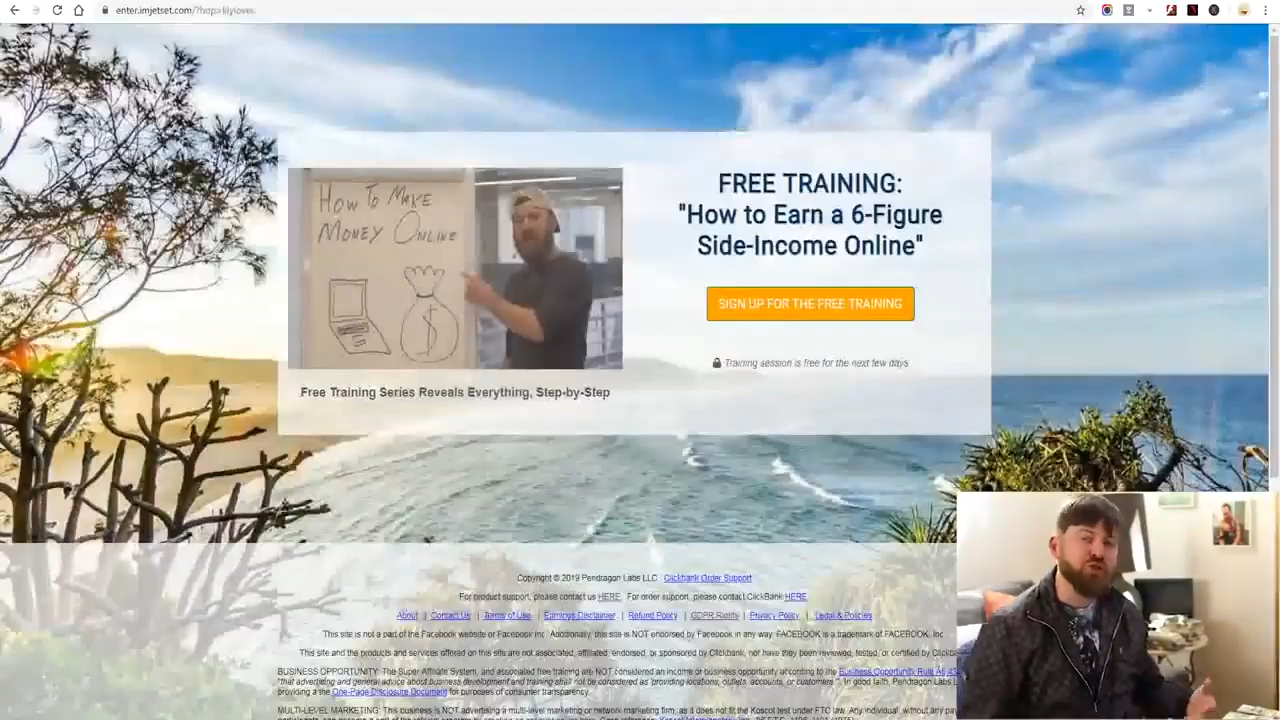 enter.imjetset.com/?hop=lilyloves
HOW TO MAKE
MONEY ONLINE
$
Free Training Series Reveals Everything, Step-by-Step
FREE TRAINING:
"How to Earn a 6-Figure
Side-Income Online"
SIGN UP FOR THE FREE TRAINING
Training session is free for the next few days
Copyright © 2019 Pendragon Labs LLC Clickbank Order Support
For product support, please contact us HERE. For order support, please contact ClickBank HERE
About | Contact Us | Terms of Use | Earnings Disclaimer | Refund Policy | GDPR Rights | Privacy Policy | Legal & Policies
This site is not a part of the Facebook website or Facebook Inc. Additionally, this site is NOT endorsed by Facebook in any way. FACEBOOK is a trademark of FACEBOOK, Inc
This site and the products and services offered on this site are not associated, affiliated, endorsed, or sponsored by Clickbank, nor have they been reviewed, tested, or certified by
BUSINESS OPPORTUNITY: The Super Affiliate System, and associated free training are NOT considered an income or business opportunity according to the Business Opportunity Rule
"that advertising and general advice about business development and training shall not be considered as 'providing locations, outlets, accounts, or customers'". In good faith, Pendragon Labs
providing a the One-Page Disclosure Document for purposes of consumer transparency.
MULTI-LEVEL MARKETING: This business is NOT advertising a multi-level marketing or network marketing firm, as it does not fit the Koscot test under FTC law. Any individual, without any